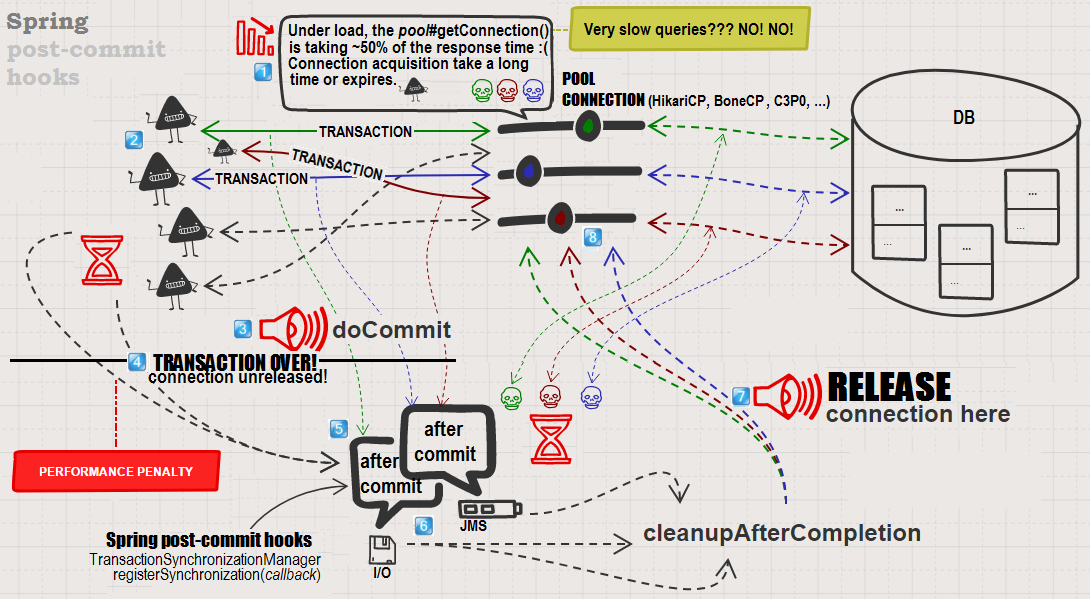 Spring
post-commit
hooks
Under load, the pool#getConnection()
is taking ~50% of the response time :(
Connection acquisition take a long
time or expires.
Very slow queries??? NO! NO!
1
POOL
CONNECTION (HikariCP, BoneCP , C3P0, ...)
DB
2
TRANSACTION
TRANSACTION
TRANSACTION
...
...
...
...
...
...
8
3
doCommit
4
TRANSACTION OVER!
connection unreleased!
7
RELEASE
connection here
5
after
commit
after
commit
PERFORMANCE PENALTY
6
JMS
I/O
cleanupAfterCompletion
Spring post-commit hooks
TransactionSynchronizationManager
registerSynchronization(callback)